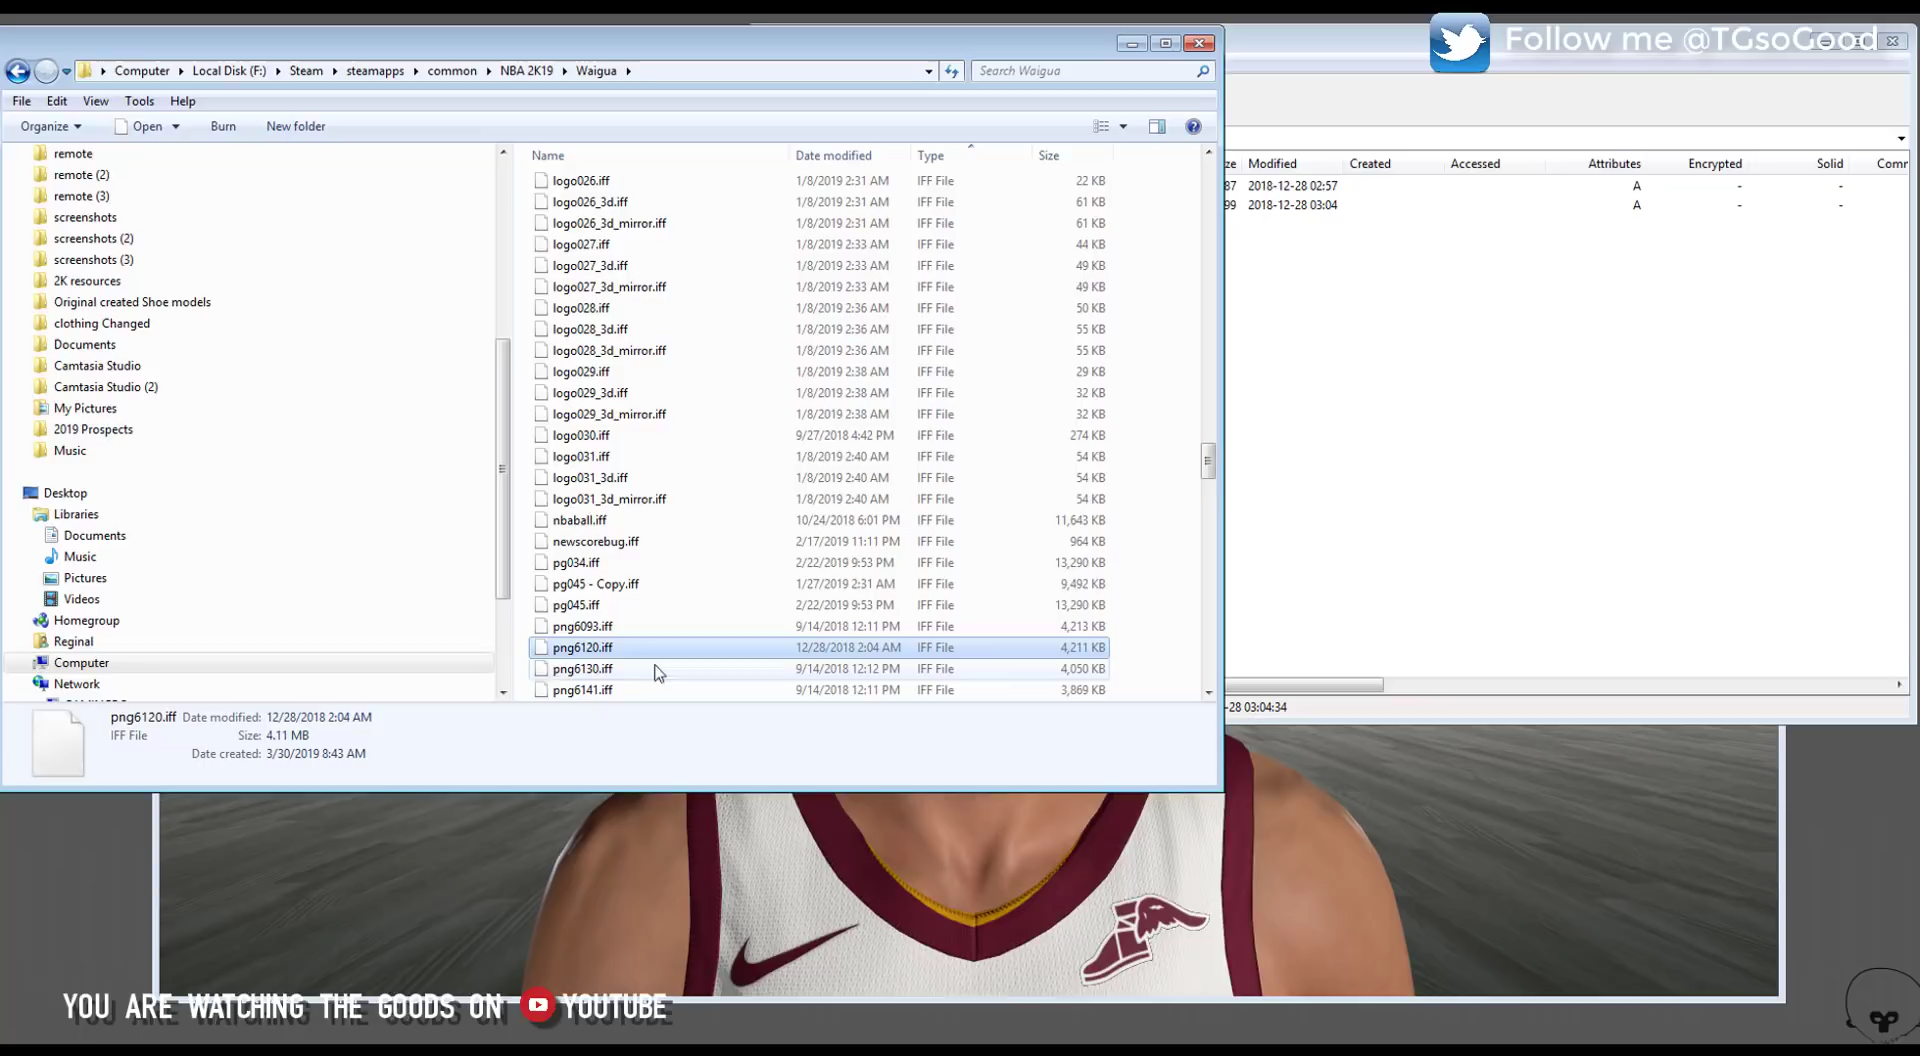 Follow me @TGsoGood
Computer Local Disk (F:) Steam steamapps common NBA 2K19 Waigua
Search Waigua
File Edit View Tools Help
Organize Open Burn New folder
remote
remote (2)
remote (3)
screenshots
screenshots (2)
screenshots (3)
2K resources
Original created Shoe models
clothing Changed
Documents
Camtasia Studio
Camtasia Studio (2)
My Pictures
2019 Prospects
Music
Desktop
Libraries
Documents
Music
Pictures
Videos
Homegroup
Reginal
Computer
Network
Name Date modified Type Size
logo026.iff 1/8/2019 2:31 AM IFF File 22 KB
logo026_3d.iff 1/8/2019 2:31 AM IFF File 61 KB
logo026_3d_mirror.iff 1/8/2019 2:31 AM IFF File 61 KB
logo027.iff 1/8/2019 2:33 AM IFF File 44 KB
logo027_3d.iff 1/8/2019 2:33 AM IFF File 49 KB
logo027_3d_mirror.iff 1/8/2019 2:33 AM IFF File 49 KB
logo028.iff 1/8/2019 2:36 AM IFF File 50 KB
logo028_3d.iff 1/8/2019 2:36 AM IFF File 55 KB
logo028_3d_mirror.iff 1/8/2019 2:36 AM IFF File 55 KB
logo029.iff 1/8/2019 2:38 AM IFF File 29 KB
logo029_3d.iff 1/8/2019 2:38 AM IFF File 32 KB
logo029_3d_mirror.iff 1/8/2019 2:38 AM IFF File 32 KB
logo030.iff 9/27/2018 4:42 PM IFF File 274 KB
logo031.iff 1/8/2019 2:40 AM IFF File 54 KB
logo031_3d.iff 1/8/2019 2:40 AM IFF File 54 KB
logo031_3d_mirror.iff 1/8/2019 2:40 AM IFF File 54 KB
nbaball.iff 10/24/2018 6:01 PM IFF File 11,643 KB
newscorebug.iff 2/17/2019 11:11 PM IFF File 964 KB
pg034.iff 2/22/2019 9:53 PM IFF File 13,290 KB
pg045 - Copy.iff 1/27/2019 2:31 AM IFF File 9,492 KB
pg045.iff 2/22/2019 9:53 PM IFF File 13,290 KB
png6093.iff 9/14/2018 12:11 PM IFF File 4,213 KB
png6120.iff 12/28/2018 2:04 AM IFF File 4,211 KB
png6130.iff 9/14/2018 12:12 PM IFF File 4,050 KB
png6141.iff 9/14/2018 12:11 PM IFF File 3,869 KB
png6120.iff Date modified: 12/28/2018 2:04 AM
IFF File Size: 4.11 MB
Date created: 3/30/2019 8:43 AM
ze Modified Created Accessed Attributes Encrypted Solid Comr
87 2018-12-28 02:57 A - -
99 2018-12-28 03:04 A - -
-28 03:04:34
YOU ARE WATCHING THE GOODS ON YOUTUBE